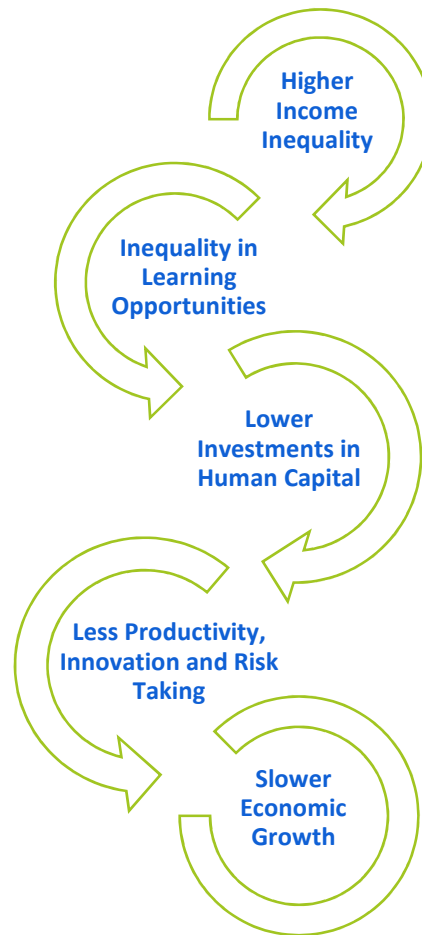 Higher
Income
Inequality
Inequality in
Learning
Opportunities
Lower
Investments in
Human Capital
Less Productivity,
Innovation and Risk
Taking
Slower
Economic
Growth